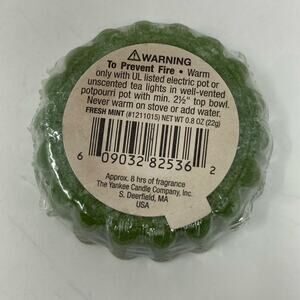 ⚠WARNING
To Prevent Fire • Warm
only with UL listed electric pot or
unscented tea lights in well-vented
potpourri pot with min. 2½" top bowl.
Never warm on stove or add water.
FRESH MINT (#1211015) NET WT 0.8 OZ (22g)
6 09032 82536 2
Approx. 8 hrs of fragrance
The Yankee Candle Company, Inc.
S. Deerfield, MA
USA